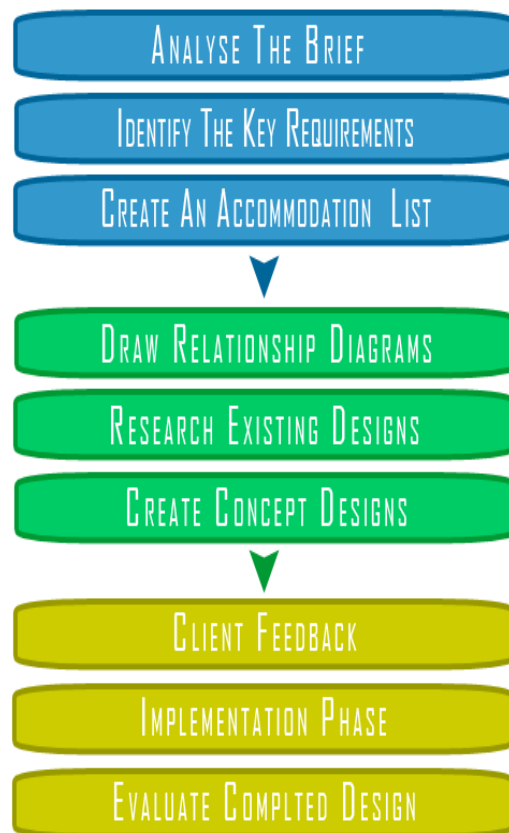 Analyse The Brief
Identify The Key Requirements
Create An Accommodation List
Draw Relationship Diagrams
Research Existing Designs
Create Concept Designs
Client Feedback
Implementation Phase
Evaluate Complted Design